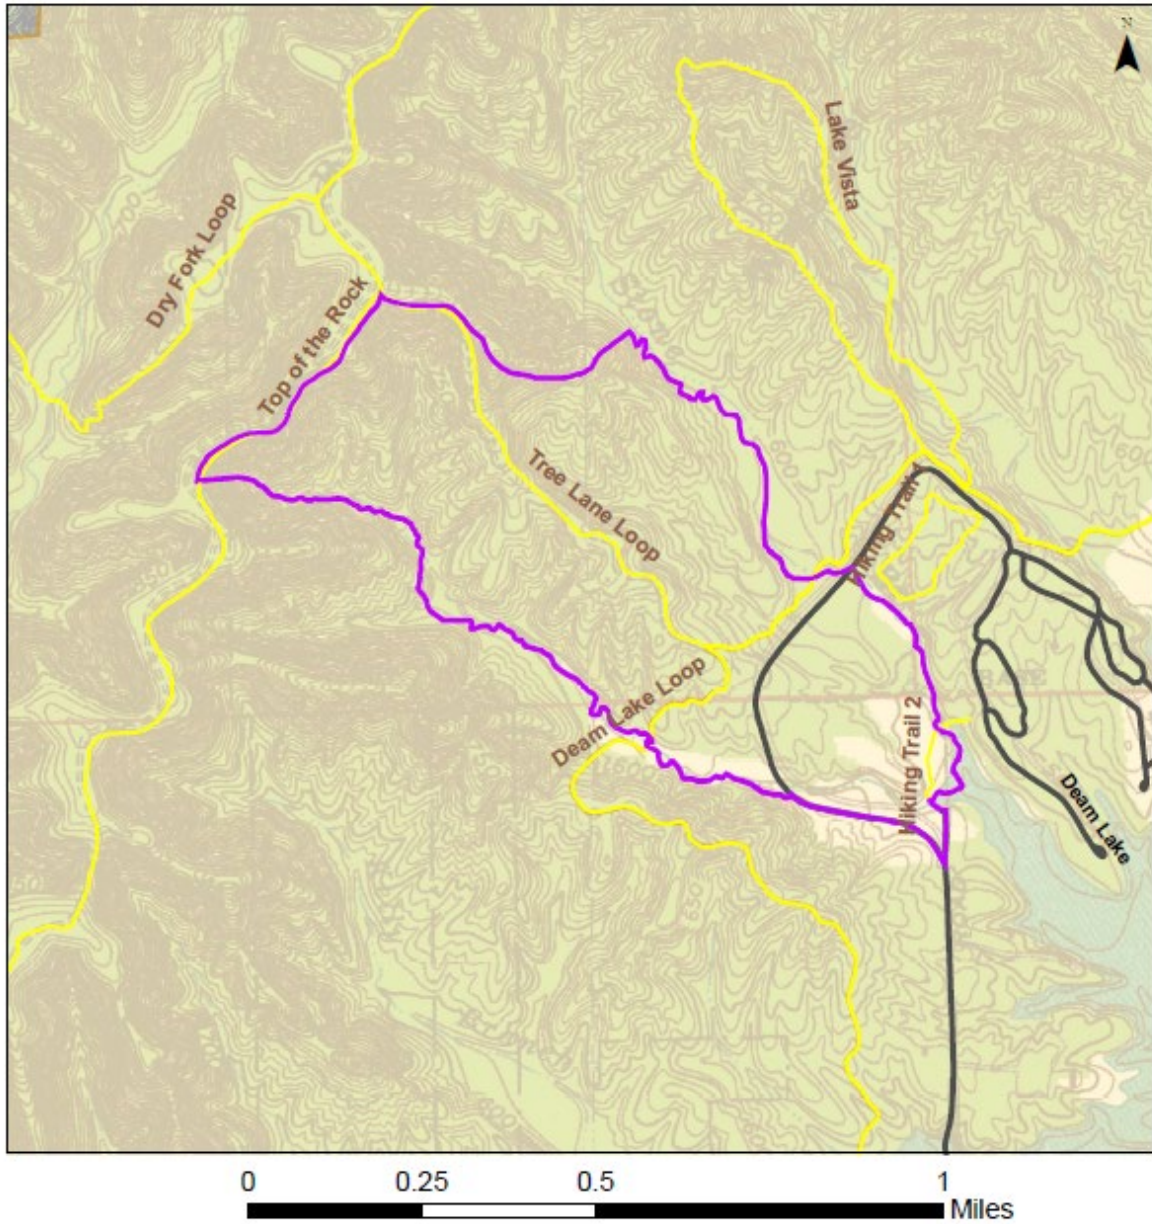 N
Lake Vista
Dry Fork Loop
Top of the Rock
Tree Lane Loop
Hiking Trail 1
Deam Lake Loop
Hiking Trail 2
Deam Lake
0 0.25 0.5 1
Miles